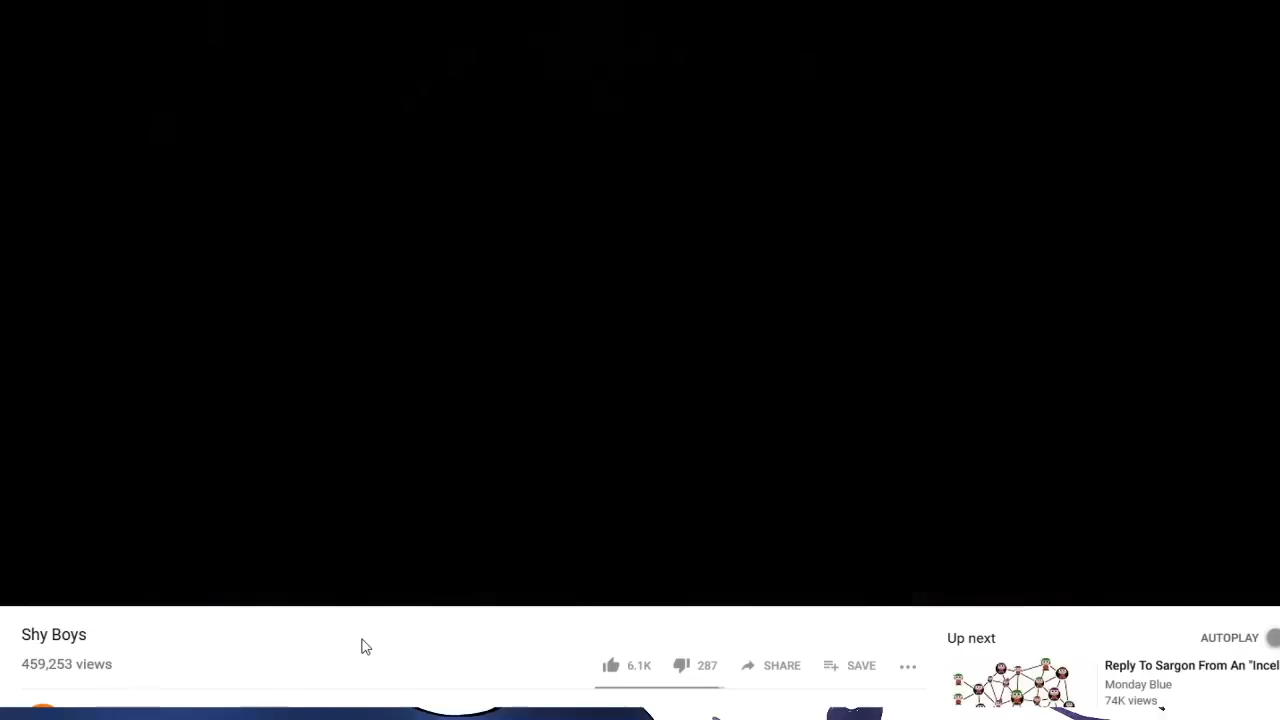 Shy Boys
459,253 views
6.1K
287
SHARE
SAVE
Up next
AUTOPLAY
Reply To Sargon From An "Incel
Monday Blue
74K views